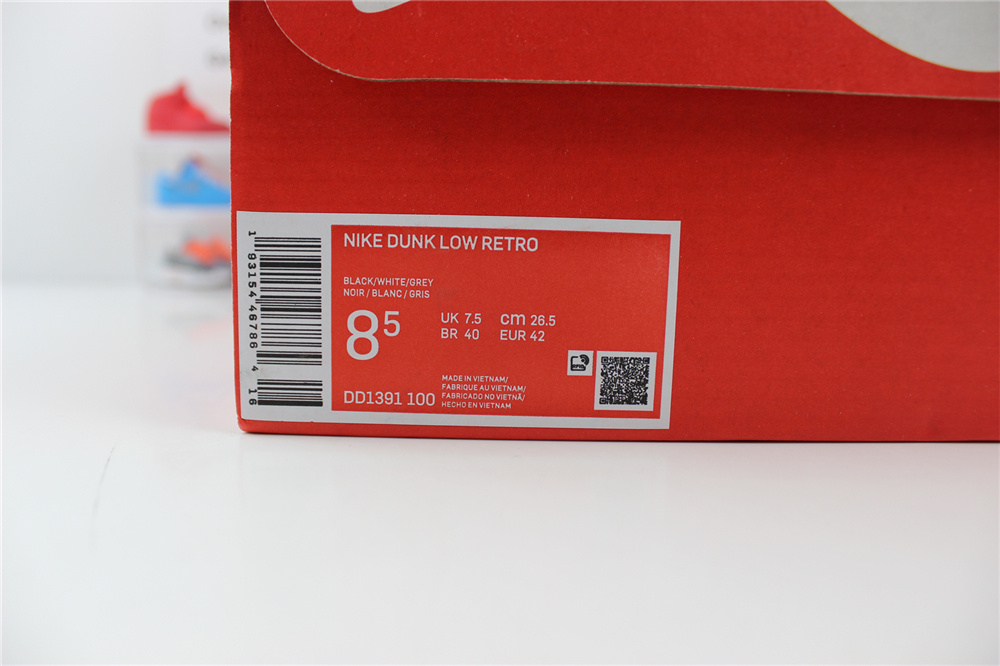 NIKE DUNK LOW RETRO
BLACK/WHITE/GREY
NOIR / BLANC / GRIS
8 5
UK 7.5 cm 26.5
BR 40 EUR 42
DD1391 100
MADE IN VIETNAM/
FABRIQUE AU VIETNAM/
FABRICADO NO VIETNÃ/
HECHO EN VIETNAM
1 93154 46786 4 16